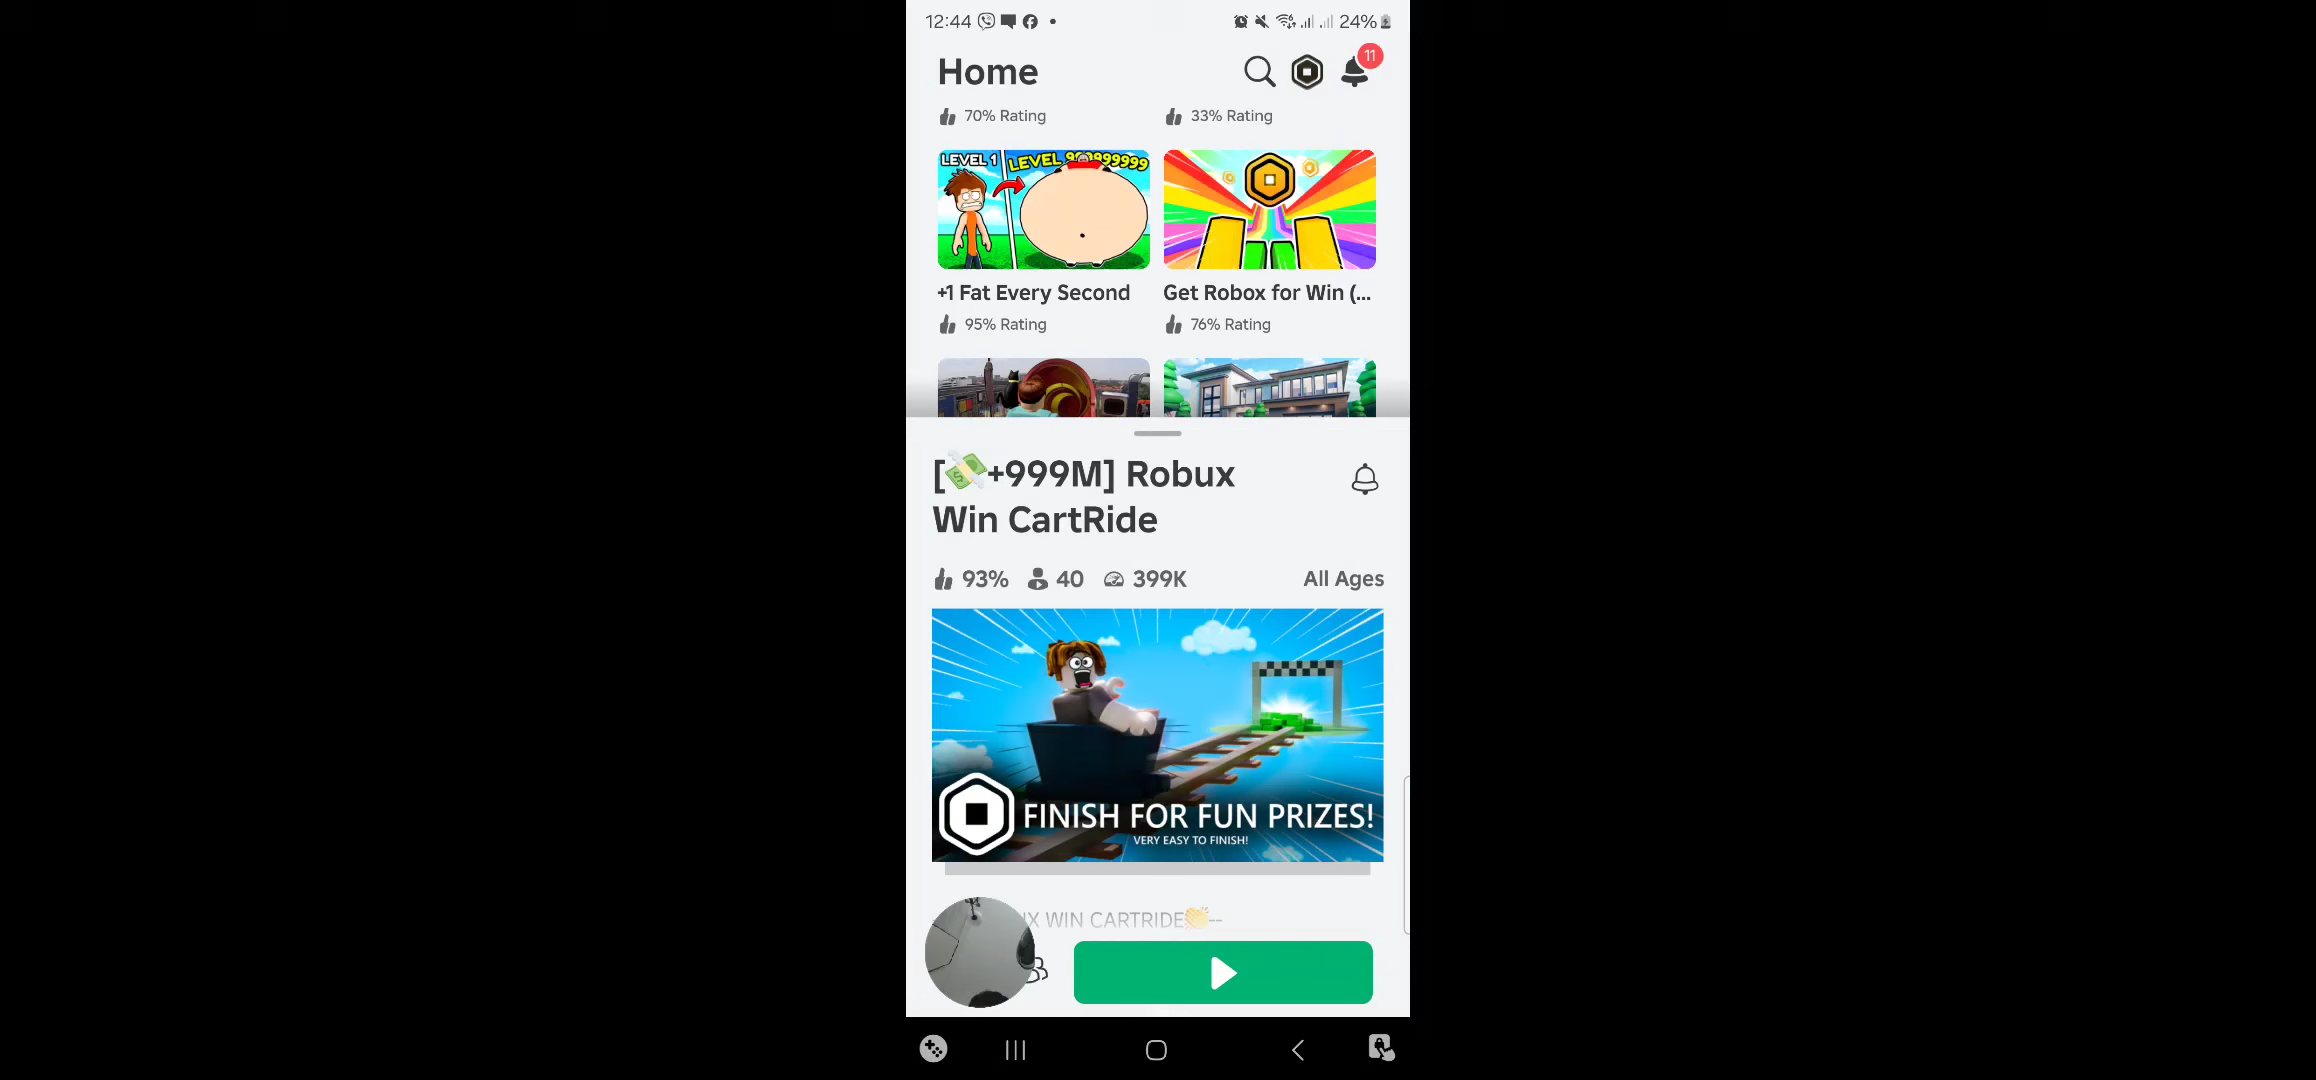 12:44 24%
Home 11
70% Rating 33% Rating
LEVEL 1 LEVEL 999999999
+1 Fat Every Second Get Robox for Win (...
95% Rating 76% Rating
[💸+999M] Robux
Win CartRide
93% 40 399K All Ages
FINISH FOR FUN PRIZES!
VERY EASY TO FINISH!
WIN CARTRIDE👏--